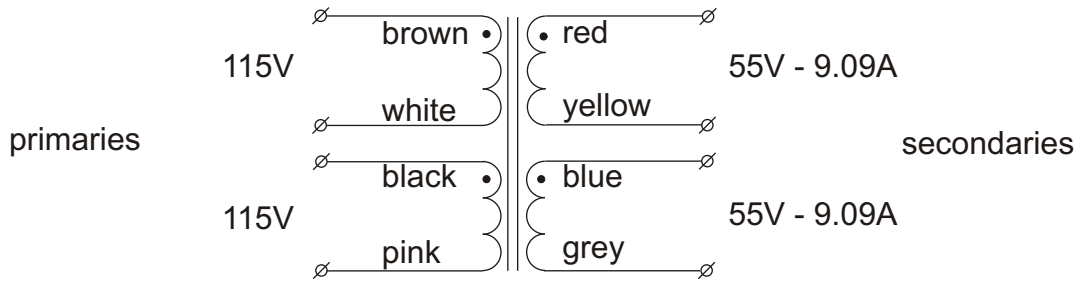 brown
red
115V
55V - 9.09A
white
yellow
primaries
secondaries
black
blue
115V
55V - 9.09A
pink
grey